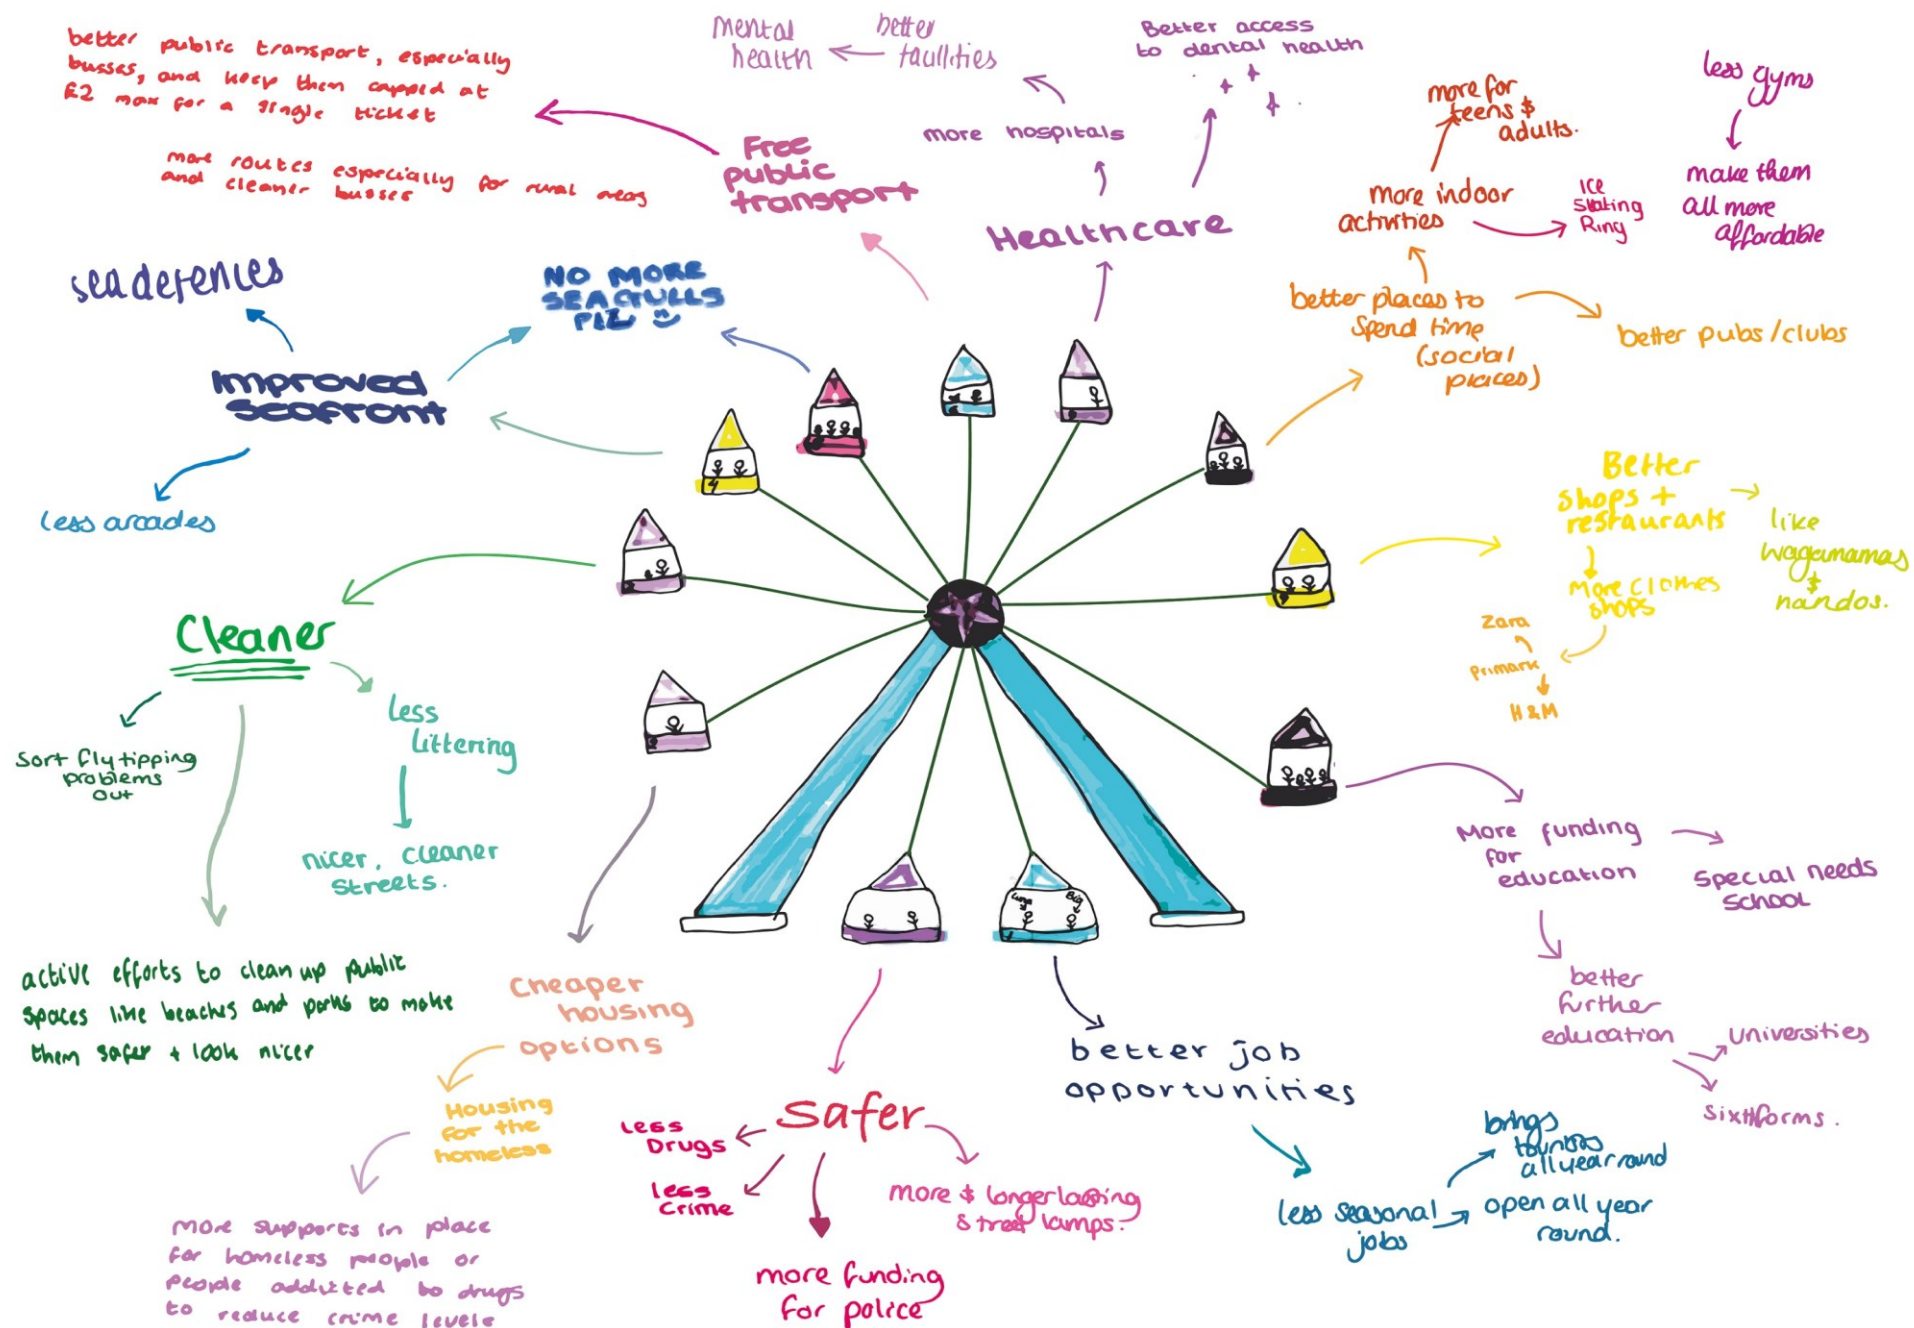 better public transport, especially
busses, and keep them capped at
£2 max for a single ticket
more routes especially for rural areas
and cleaner busses
Free
public
transport
mental
health
better
facilities
more hospitals
Better access
to dental health
Healthcare
more for
teens &
adults.
more indoor
activities
ICE
Skating
Ring
less gyms
make them
all more
affordable
better places to
spend time
(social
places)
better pubs/clubs
sea defences
NO MORE
SEAGULLS
PLZ
Improved
seafront
less arcades
Better
shops +
restaurants
like
wagamamas
&
nandos.
More clothes
shops
Zara
Primark
H&M
Cleaner
sort flytipping
problems
out
less
littering
nicer, cleaner
streets.
active efforts to clean up public
spaces like beaches and parks to make
them safer + look nicer
More funding
for
education
Special needs
school
better
further
education
universities
sixthforms.
Cheaper
housing
options
Housing
for the
homeless
more supports in place
for homeless people or
people addicted to drugs
to reduce crime levels
safer
Less
Drugs
less
crime
more & longer lasting
street lamps.
more funding
for police
better job
opportunities
less seasonal
jobs
brings
tourists
all year round
open all year
round.